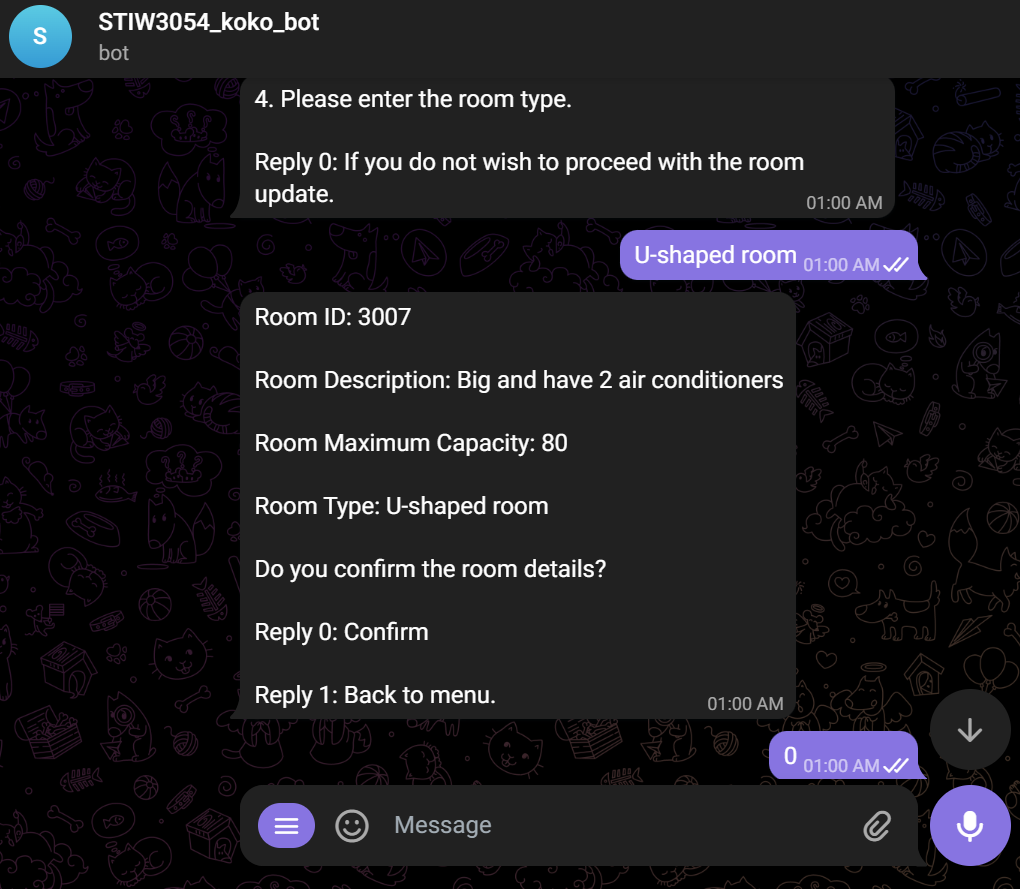 S
STIW3054_koko_bot
bot
4. Please enter the room type.
Reply 0: If you do not wish to proceed with the room
update.
01:00 AM
U-shaped room
01:00 AM
Room ID: 3007
Room Description: Big and have 2 air conditioners
Room Maximum Capacity: 80
Room Type: U-shaped room
Do you confirm the room details?
Reply 0: Confirm
Reply 1: Back to menu.
01:00 AM
0
01:00 AM
Message